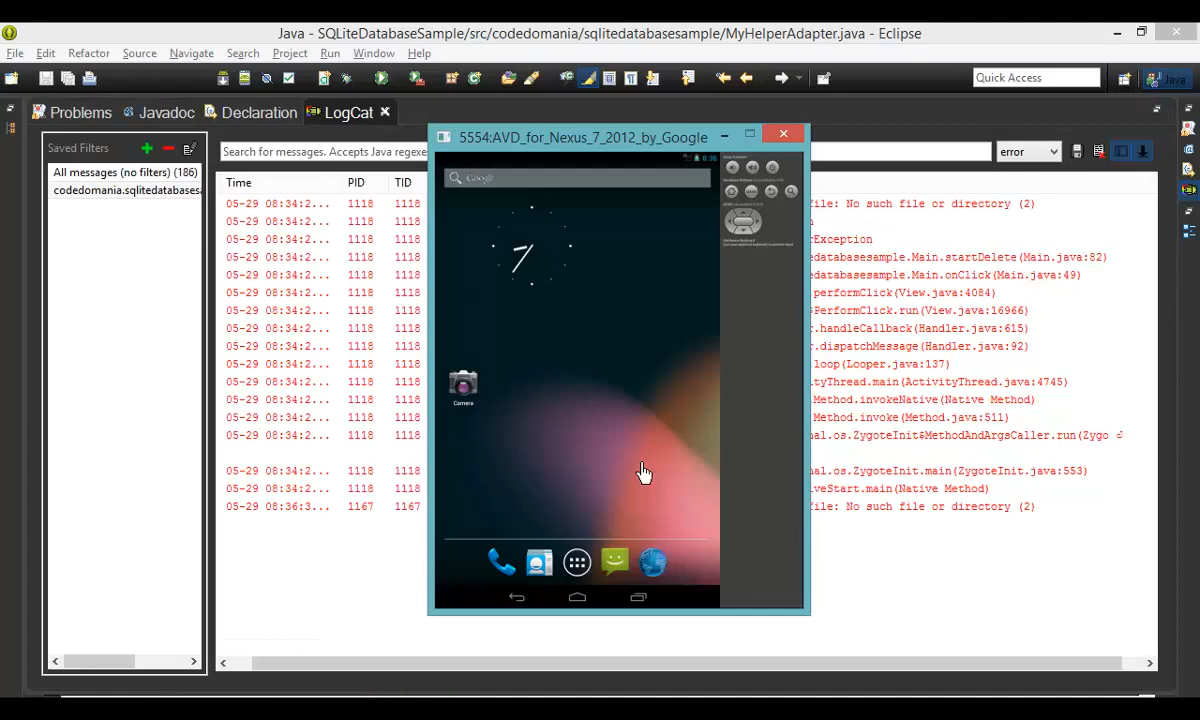 Java - SQLiteDatabaseSample/src/codedomania/sqlitedatabasesample/MyHelperAdapter.java - Eclipse
File Edit Refactor Source Navigate Search Project Run Window Help
Quick Access
Java
Problems Javadoc Declaration LogCat
5554:AVD_for_Nexus_7_2012_by_Google
Saved Filters
Search for messages. Accepts Java regexe
error
8:36
All messages (no filters) (186)
codedomania.sqlitedatabases
Google
Time PID TID
05-29 08:34:2... 1118 1118 file: No such file or directory (2)
05-29 08:34:2... 1118 1118
05-29 08:34:2... 1118 1118 rException
05-29 08:34:2... 1118 1118 edatabasesample.Main.startDelete(Main.java:82)
05-29 08:34:2... 1118 1118 databasesample.Main.onClick(Main.java:49)
05-29 08:34:2... 1118 1118 performClick(View.java:4084)
05-29 08:34:2... 1118 1118 PerformClick.run(View.java:16966)
05-29 08:34:2... 1118 1118 .handleCallback(Handler.java:615)
05-29 08:34:2... 1118 1118 .dispatchMessage(Handler.java:92)
05-29 08:34:2... 1118 1118 loop(Looper.java:137)
05-29 08:34:2... 1118 1118 ityThread.main(ActivityThread.java:4745)
05-29 08:34:2... 1118 1118 Method.invokeNative(Native Method)
05-29 08:34:2... 1118 1118 Method.invoke(Method.java:511)
05-29 08:34:2... 1118 1118 nal.os.ZygoteInit$MethodAndArgsCaller.run(Zygo
05-29 08:34:2... 1118 1118 nal.os.ZygoteInit.main(ZygoteInit.java:553)
05-29 08:34:2... 1118 1118 iveStart.main(Native Method)
05-29 08:36:3... 1167 1167 file: No such file or directory (2)
Camera